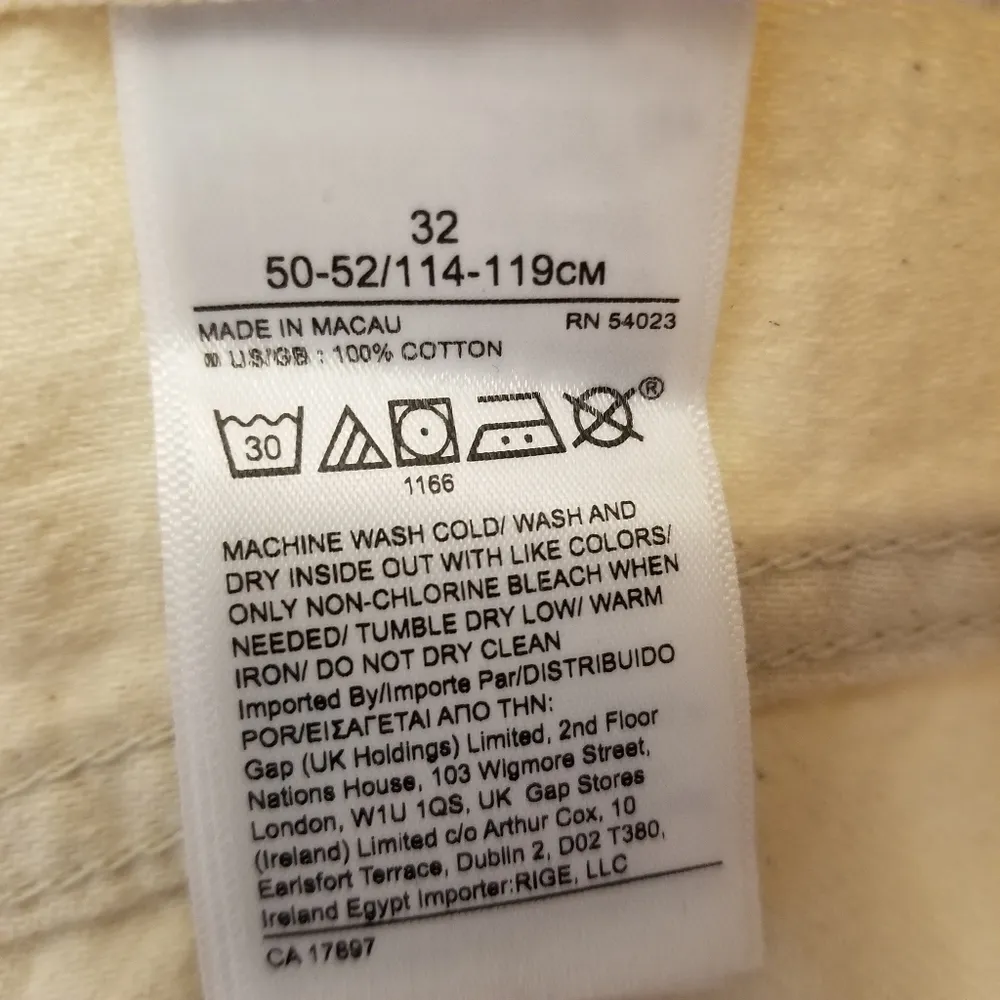 32
50-52/114-119CM
MADE IN MACAU RN 54023
US/GB : 100% COTTON
30
®
1166
MACHINE WASH COLD/ WASH AND
DRY INSIDE OUT WITH LIKE COLORS/
ONLY NON-CHLORINE BLEACH WHEN
NEEDED/ TUMBLE DRY LOW/ WARM
IRON/ DO NOT DRY CLEAN
Imported By/Importe Par/DISTRIBUIDO
POR/ΕΙΣΑΓΕΤΑΙ ΑΠΟ ΤΗΝ:
Gap (UK Holdings) Limited, 2nd Floor
Nations House, 103 Wigmore Street,
London, W1U 1QS, UK Gap Stores
(Ireland) Limited c/o Arthur Cox, 10
Earlsfort Terrace, Dublin 2, D02 T380,
Ireland Egypt Importer:RIGE, LLC
CA 17897